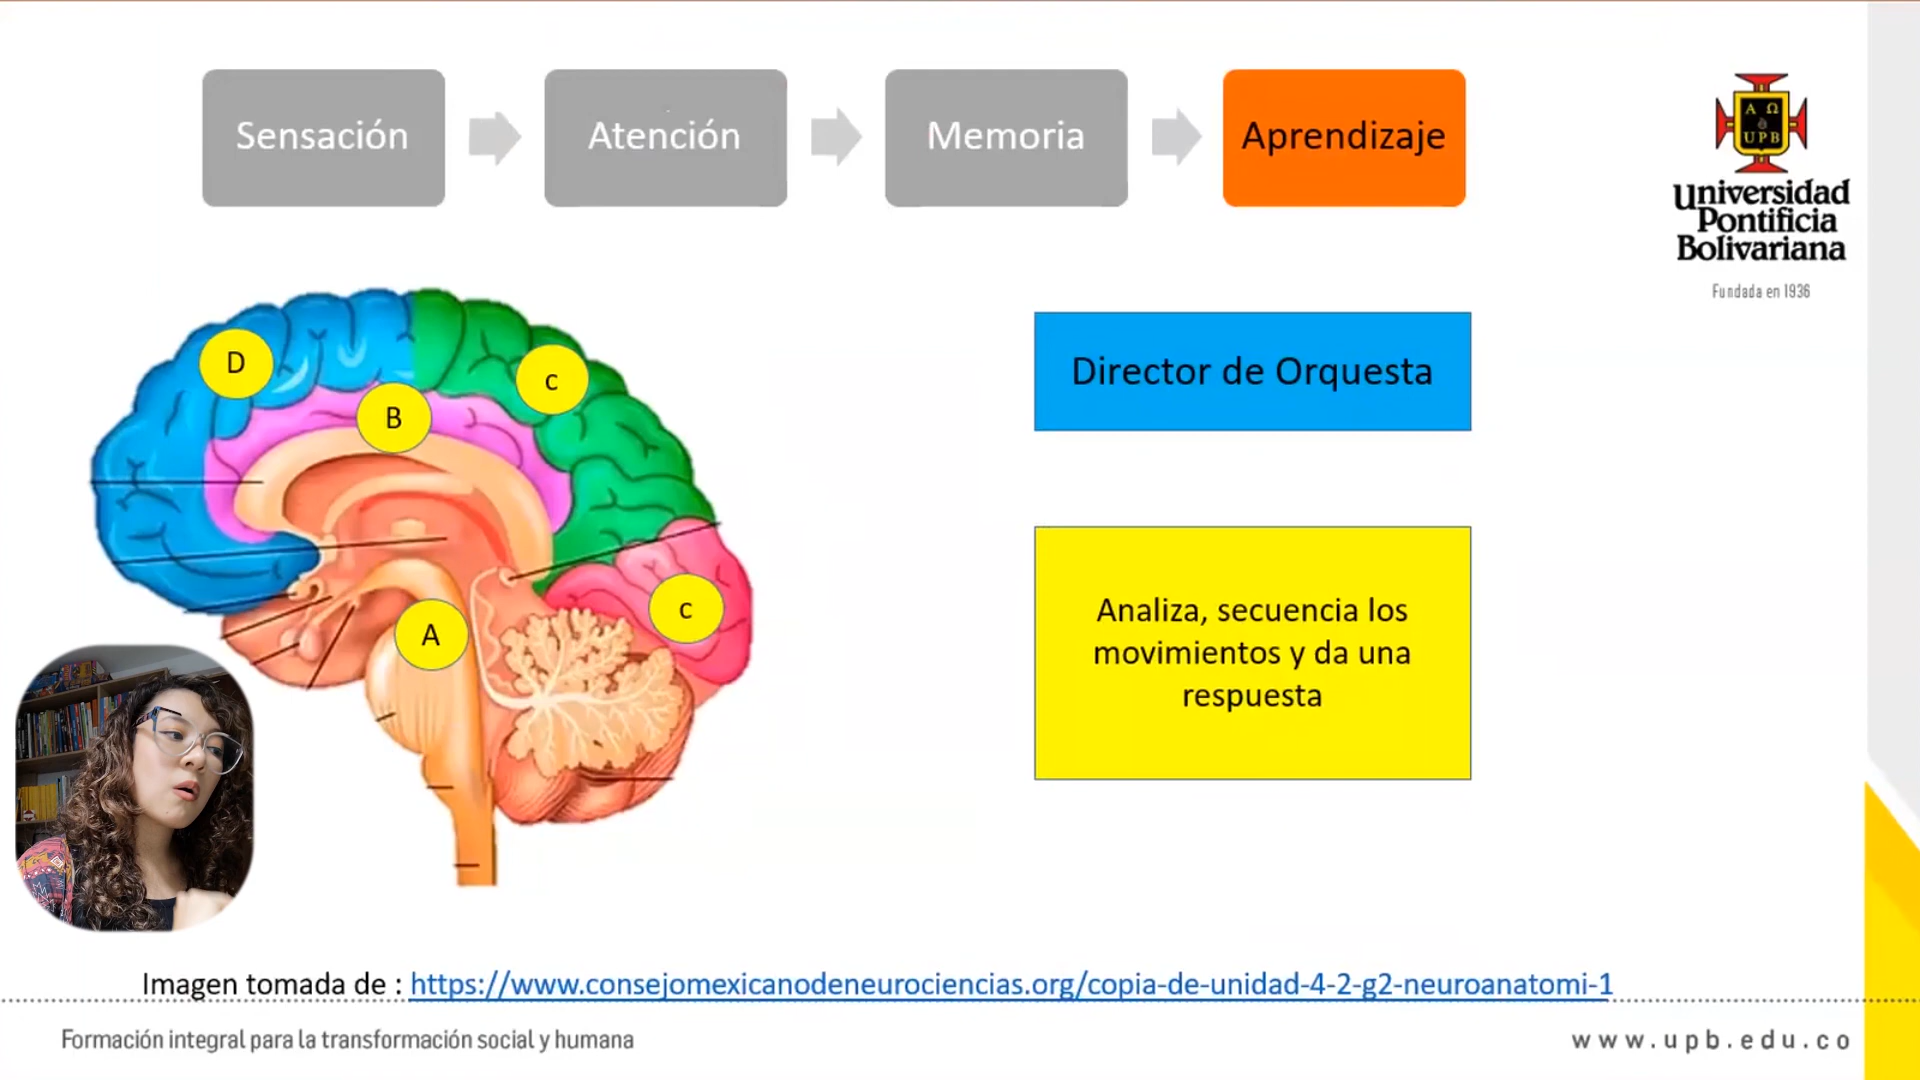 Sensación
Atención
Memoria
Aprendizaje
Α Ω
UPB
Universidad
Pontificia
Bolivariana
Fundada en 1936
D
B
c
A
c
Director de Orquesta
Analiza, secuencia los
movimientos y da una
respuesta
Imagen tomada de : https://www.consejomexicanodeneurociencias.org/copia-de-unidad-4-2-g2-neuroanatomi-1
Formación integral para la transformación social y humana
www.upb.edu.co